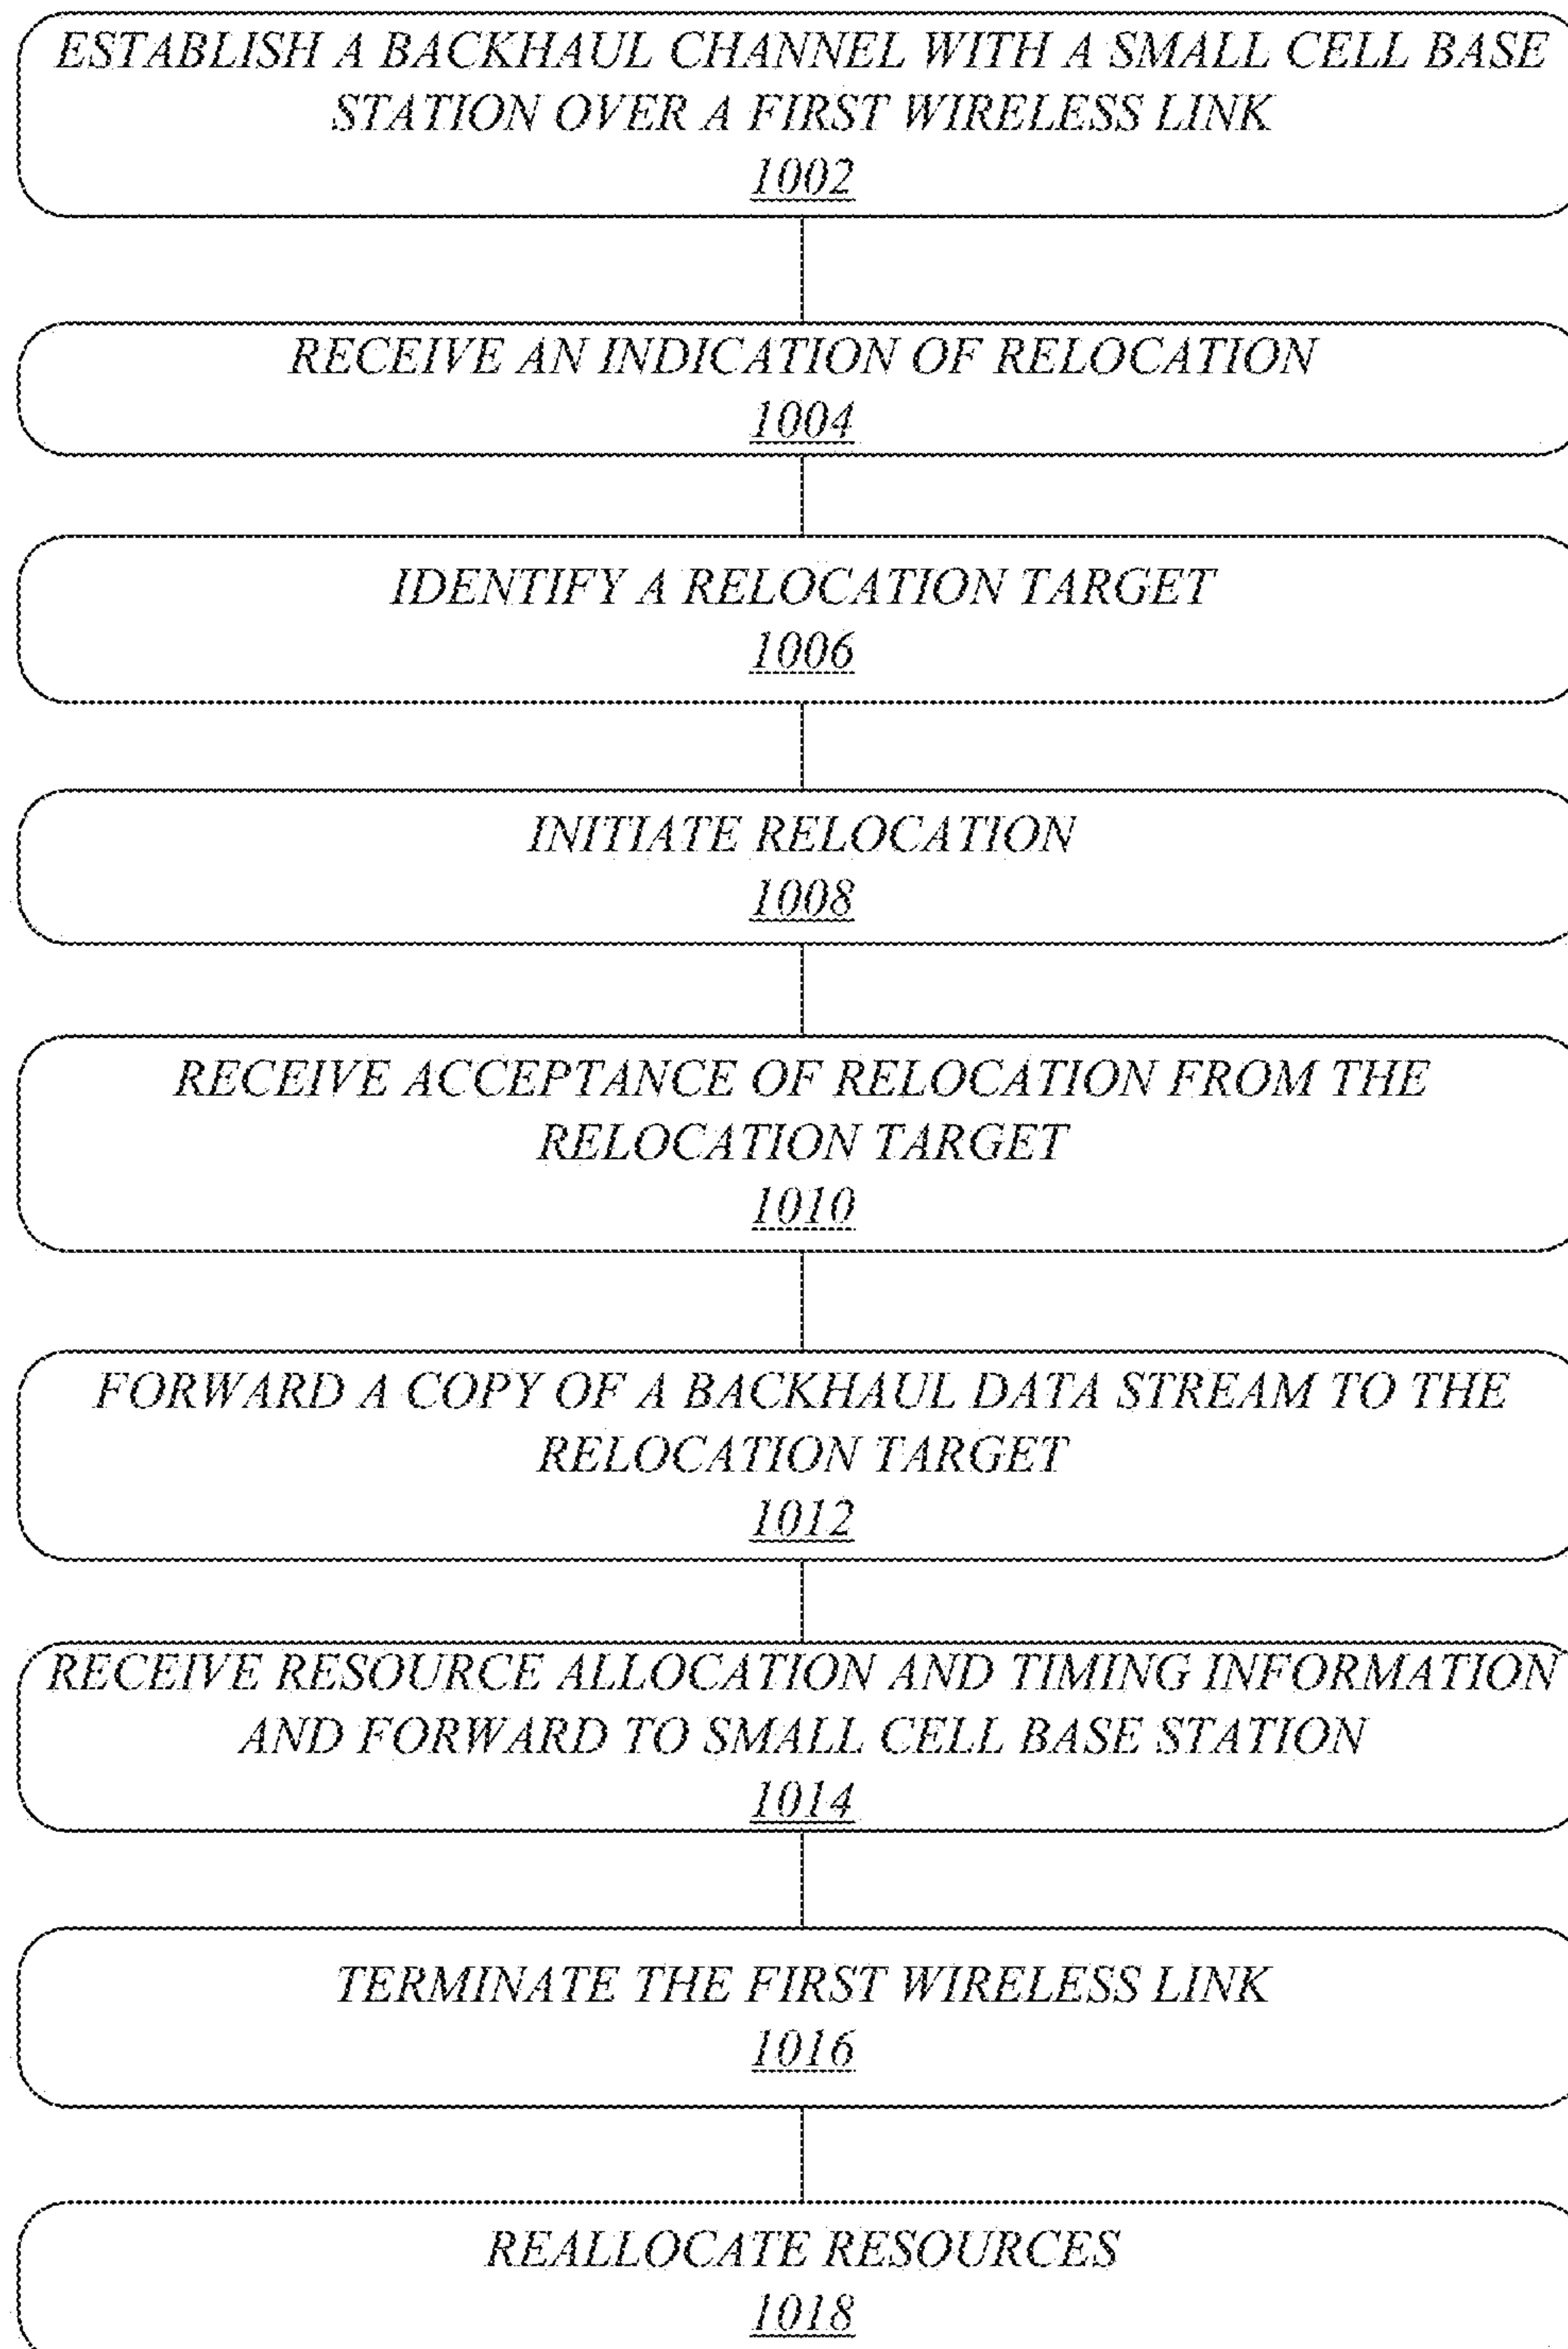 ESTABLISH A BACKHAUL CHANNEL WITH A SMALL CELL BASE
STATION OVER A FIRST WIRELESS LINK
1002
RECEIVE AN INDICATION OF RELOCATION
1004
IDENTIFY A RELOCATION TARGET
1006
INITIATE RELOCATION
1008
RECEIVE ACCEPTANCE OF RELOCATION FROM THE
RELOCATION TARGET
1010
FORWARD A COPY OF A BACKHAUL DATA STREAM TO THE
RELOCATION TARGET
1012
RECEIVE RESOURCE ALLOCATION AND TIMING INFORMATION
AND FORWARD TO SMALL CELL BASE STATION
1014
TERMINATE THE FIRST WIRELESS LINK
1016
REALLOCATE RESOURCES
1018